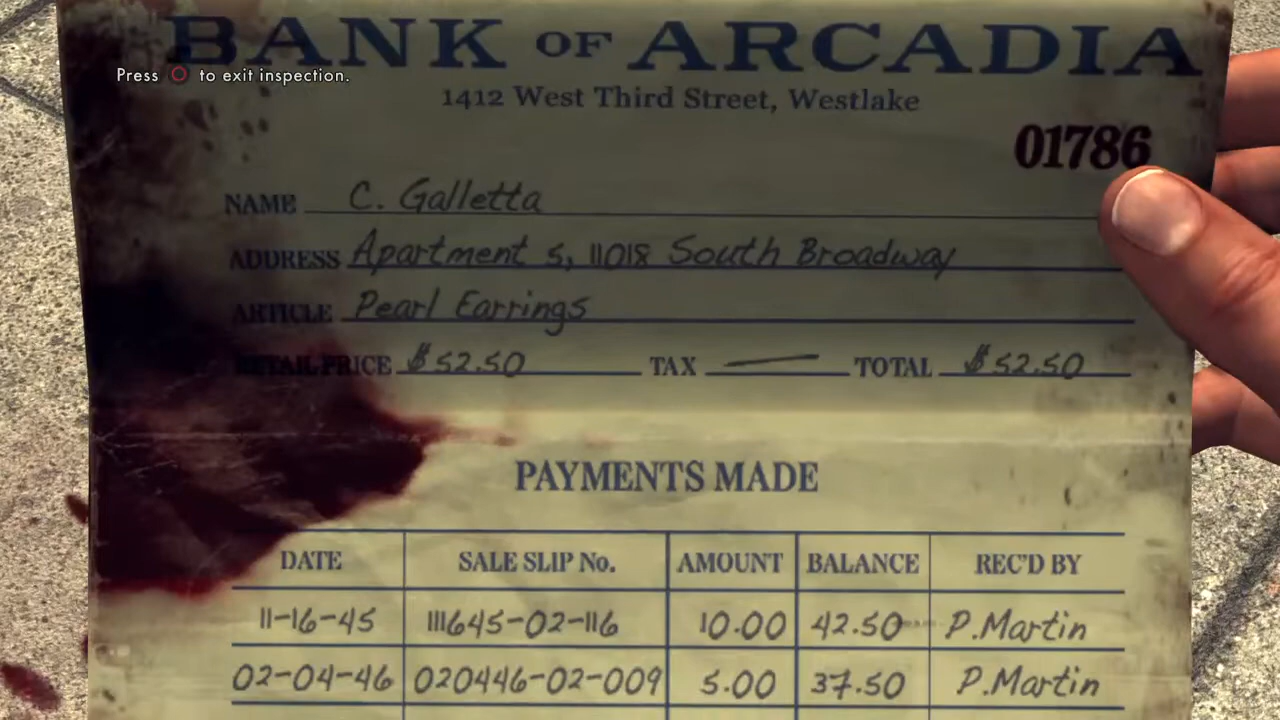 BANK OF ARCADIA
Press O to exit inspection.
1412 West Third Street, Westlake
01786
NAME C. Galletta
ADDRESS Apartment 5, 11018 South Broadway
ARTICLE Pearl Earrings
RETAIL PRICE $52.50 TAX — TOTAL $52.50
PAYMENTS MADE
DATE SALE SLIP No. AMOUNT BALANCE REC'D BY
11-16-45 111645-02-116 10.00 42.50 P.Martin
02-04-46 020446-02-009 5.00 37.50 P.Martin